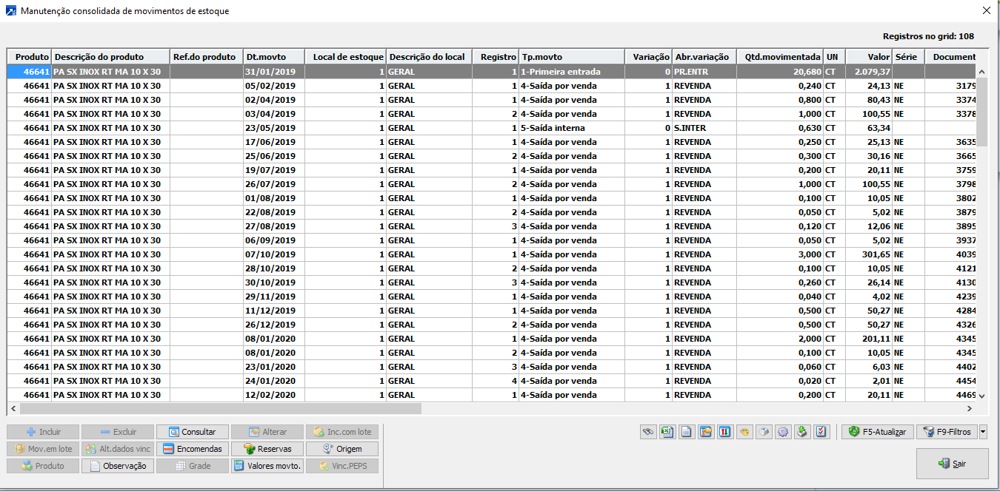 Manutenção consolidada de movimentos de estoque
Registros no grid: 108
Produto Descrição do produto Ref.do produto Dt.movto Local de estoque Descrição do local Registro Tp.movto Variação Abr.variação Qtd.movimentada UN Valor Série Document
46641 PA SX INOX RT MA 10 X 30 31/01/2019 1 GERAL 1 1-Primeira entrada 0 PR.ENTR 20,680 CT 2.079,37
46641 PA SX INOX RT MA 10 X 30 05/02/2019 1 GERAL 1 4-Saída por venda 1 REVENDA 0,240 CT 24,13 NE 3179
46641 PA SX INOX RT MA 10 X 30 02/04/2019 1 GERAL 1 4-Saída por venda 1 REVENDA 0,800 CT 80,43 NE 3374
46641 PA SX INOX RT MA 10 X 30 03/04/2019 1 GERAL 2 4-Saída por venda 1 REVENDA 1,000 CT 100,55 NE 3378
46641 PA SX INOX RT MA 10 X 30 23/05/2019 1 GERAL 1 5-Saída interna 0 S.INTER 0,630 CT 63,34
46641 PA SX INOX RT MA 10 X 30 17/06/2019 1 GERAL 1 4-Saída por venda 1 REVENDA 0,250 CT 25,13 NE 3635
46641 PA SX INOX RT MA 10 X 30 25/06/2019 1 GERAL 2 4-Saída por venda 1 REVENDA 0,300 CT 30,16 NE 3665
46641 PA SX INOX RT MA 10 X 30 19/07/2019 1 GERAL 1 4-Saída por venda 1 REVENDA 0,200 CT 20,11 NE 3759
46641 PA SX INOX RT MA 10 X 30 26/07/2019 1 GERAL 2 4-Saída por venda 1 REVENDA 1,000 CT 100,55 NE 3798
46641 PA SX INOX RT MA 10 X 30 01/08/2019 1 GERAL 1 4-Saída por venda 1 REVENDA 0,100 CT 10,05 NE 3802
46641 PA SX INOX RT MA 10 X 30 22/08/2019 1 GERAL 2 4-Saída por venda 1 REVENDA 0,050 CT 5,02 NE 3879
46641 PA SX INOX RT MA 10 X 30 27/08/2019 1 GERAL 3 4-Saída por venda 1 REVENDA 0,120 CT 12,06 NE 3895
46641 PA SX INOX RT MA 10 X 30 06/09/2019 1 GERAL 1 4-Saída por venda 1 REVENDA 0,050 CT 5,02 NE 3937
46641 PA SX INOX RT MA 10 X 30 07/10/2019 1 GERAL 1 4-Saída por venda 1 REVENDA 3,000 CT 301,65 NE 4039
46641 PA SX INOX RT MA 10 X 30 28/10/2019 1 GERAL 2 4-Saída por venda 1 REVENDA 0,100 CT 10,05 NE 4121
46641 PA SX INOX RT MA 10 X 30 30/10/2019 1 GERAL 3 4-Saída por venda 1 REVENDA 0,260 CT 26,14 NE 4130
46641 PA SX INOX RT MA 10 X 30 29/11/2019 1 GERAL 1 4-Saída por venda 1 REVENDA 0,040 CT 4,02 NE 4239
46641 PA SX INOX RT MA 10 X 30 11/12/2019 1 GERAL 1 4-Saída por venda 1 REVENDA 0,500 CT 50,27 NE 4284
46641 PA SX INOX RT MA 10 X 30 26/12/2019 1 GERAL 2 4-Saída por venda 1 REVENDA 0,500 CT 50,27 NE 4326
46641 PA SX INOX RT MA 10 X 30 08/01/2020 1 GERAL 1 4-Saída por venda 1 REVENDA 2,000 CT 201,11 NE 4345
46641 PA SX INOX RT MA 10 X 30 08/01/2020 1 GERAL 2 4-Saída por venda 1 REVENDA 0,100 CT 10,05 NE 4345
46641 PA SX INOX RT MA 10 X 30 23/01/2020 1 GERAL 3 4-Saída por venda 1 REVENDA 0,060 CT 6,03 NE 4402
46641 PA SX INOX RT MA 10 X 30 24/01/2020 1 GERAL 4 4-Saída por venda 1 REVENDA 0,020 CT 2,01 NE 4454
46641 PA SX INOX RT MA 10 X 30 12/02/2020 1 GERAL 1 4-Saída por venda 1 REVENDA 0,200 CT 20,11 NE 4469
Incluir Excluir Consultar Alterar Inc.com lote F5-Atualizar F9-Filtros
Mov.em lote Alt.dados vinc Encomendas Reservas Origem
Produto Observação Grade Valores movto. Vinc.PEPS Sair